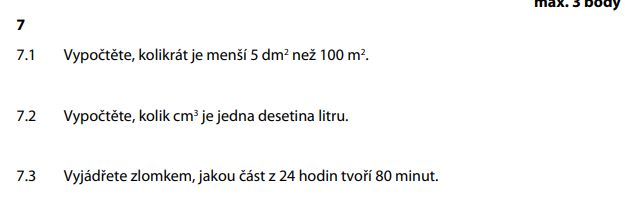 max. 3 body
7
7.1 Vypočtěte, kolikrát je menší 5 dm² než 100 m².
7.2 Vypočtěte, kolik cm³ je jedna desetina litru.
7.3 Vyjádřete zlomkem, jakou část z 24 hodin tvoří 80 minut.